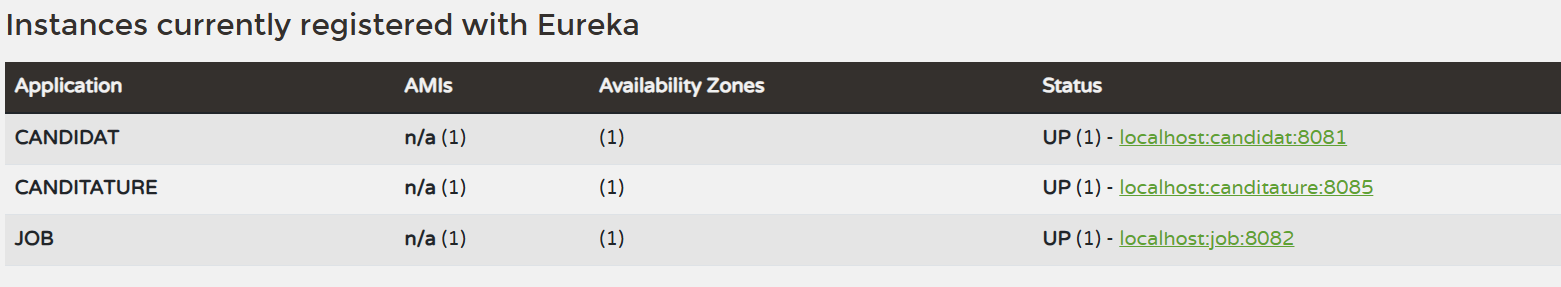 Instances currently registered with Eureka
Application AMIs Availability Zones Status
CANDIDAT n/a (1) (1) UP (1) - localhost:candidat:8081
CANDITATURE n/a (1) (1) UP (1) - localhost:canditature:8085
JOB n/a (1) (1) UP (1) - localhost:job:8082